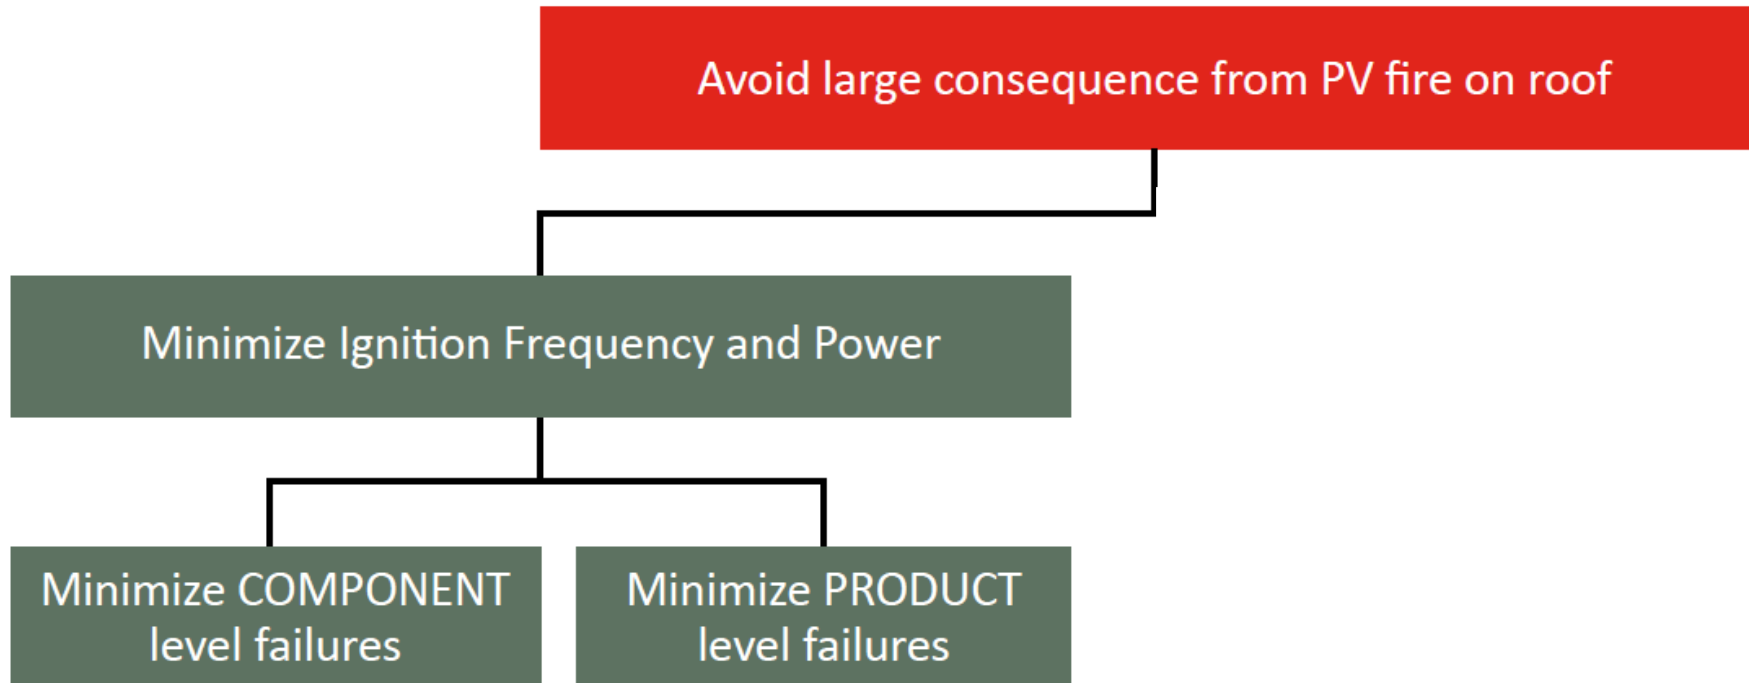 Avoid large consequence from PV fire on roof
Minimize Ignition Frequency and Power
Minimize COMPONENT
level failures
Minimize PRODUCT
level failures